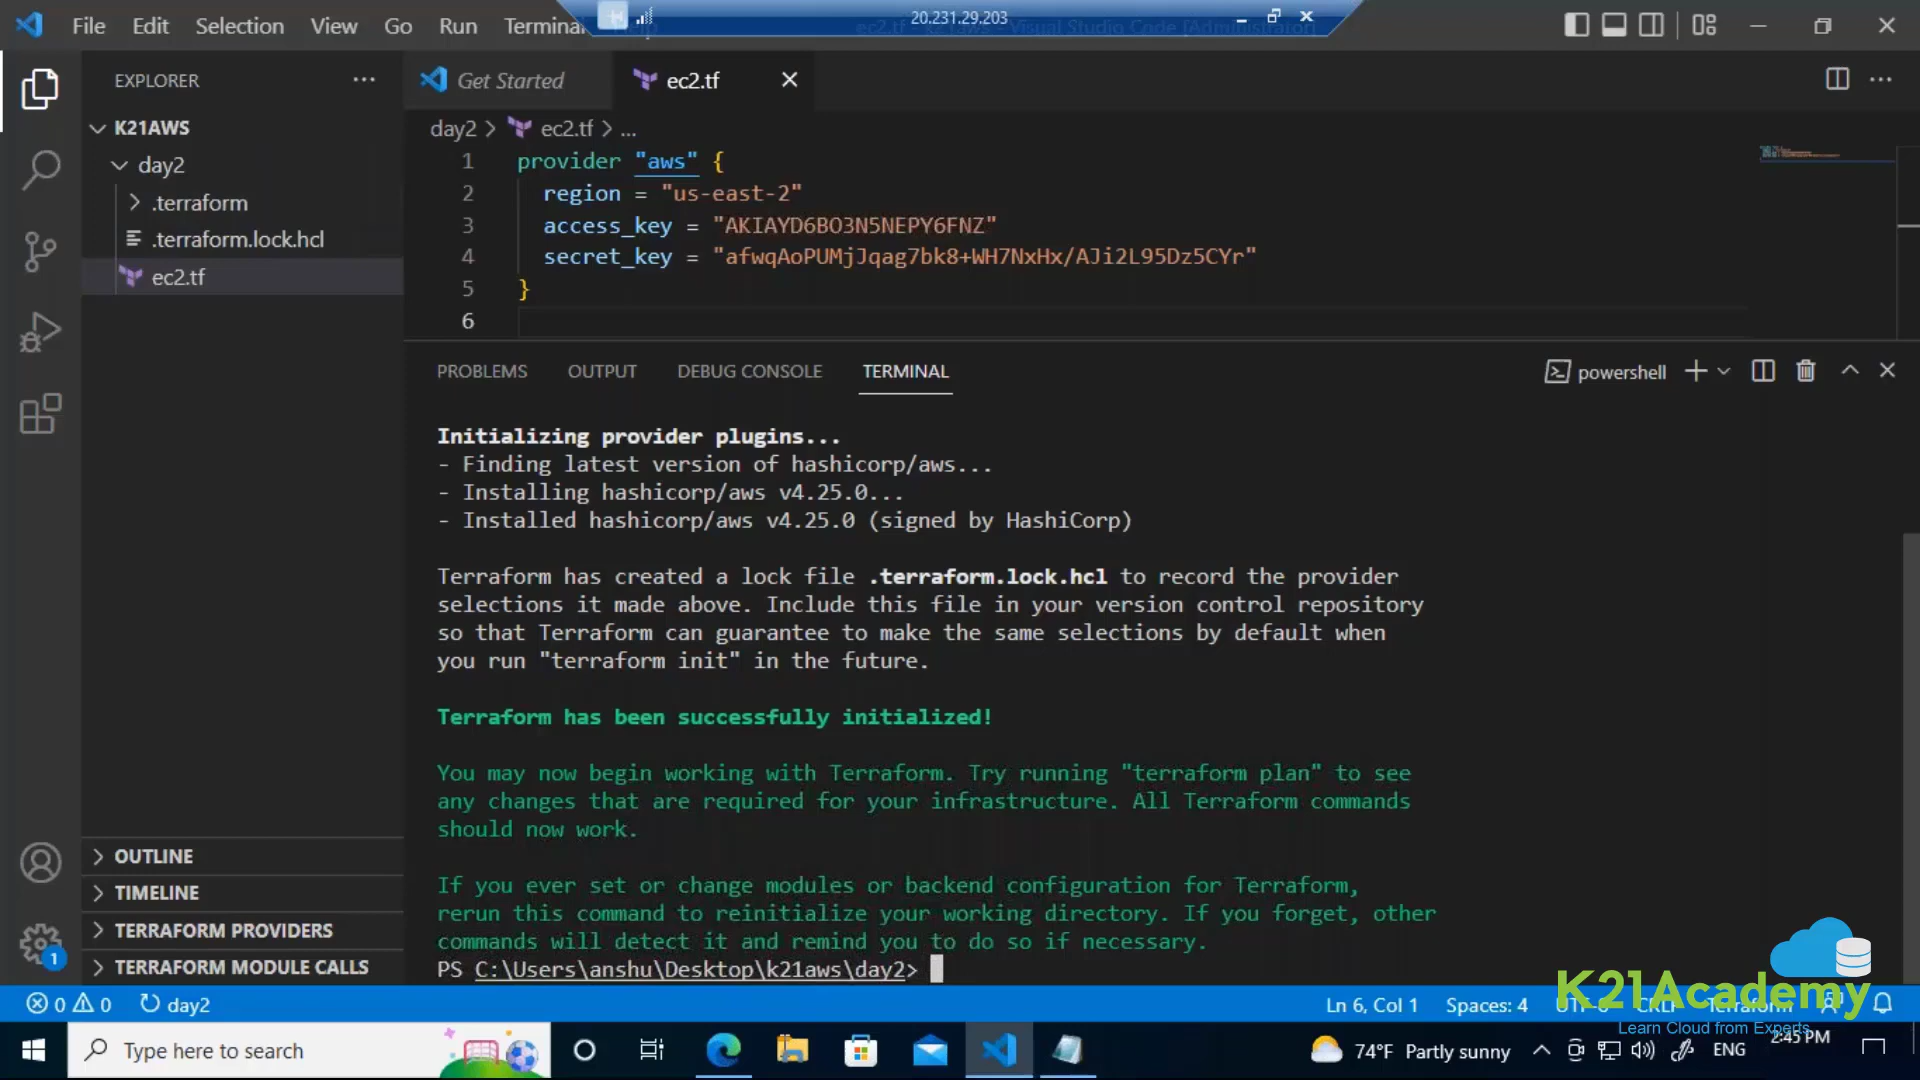 File Edit Selection View Go Run Terminal
20.231.29.203
EXPLORER
K21AWS
day2
.terraform
.terraform.lock.hcl
ec2.tf
OUTLINE
TIMELINE
TERRAFORM PROVIDERS
TERRAFORM MODULE CALLS
Get Started
ec2.tf
day2 > ec2.tf > ...
1 provider "aws" {
2 region = "us-east-2"
3 access_key = "AKIAYD6BO3N5NEPY6FNZ"
4 secret_key = "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"
5 }
6
PROBLEMS OUTPUT DEBUG CONSOLE TERMINAL
powershell
Initializing provider plugins...
- Finding latest version of hashicorp/aws...
- Installing hashicorp/aws v4.25.0...
- Installed hashicorp/aws v4.25.0 (signed by HashiCorp)
Terraform has created a lock file .terraform.lock.hcl to record the provider
selections it made above. Include this file in your version control repository
so that Terraform can guarantee to make the same selections by default when
you run "terraform init" in the future.
Terraform has been successfully initialized!
You may now begin working with Terraform. Try running "terraform plan" to see
any changes that are required for your infrastructure. All Terraform commands
should now work.
If you ever set or change modules or backend configuration for Terraform,
rerun this command to reinitialize your working directory. If you forget, other
commands will detect it and remind you to do so if necessary.
PS C:\Users\anshu\Desktop\k21aws\day2>
0 0 day2
Ln 6, Col 1 Spaces: 4 UTF-8 CRLF Terraform
K21Academy
Learn Cloud from Experts
Type here to search
74°F Partly sunny
ENG
2:45 PM
1